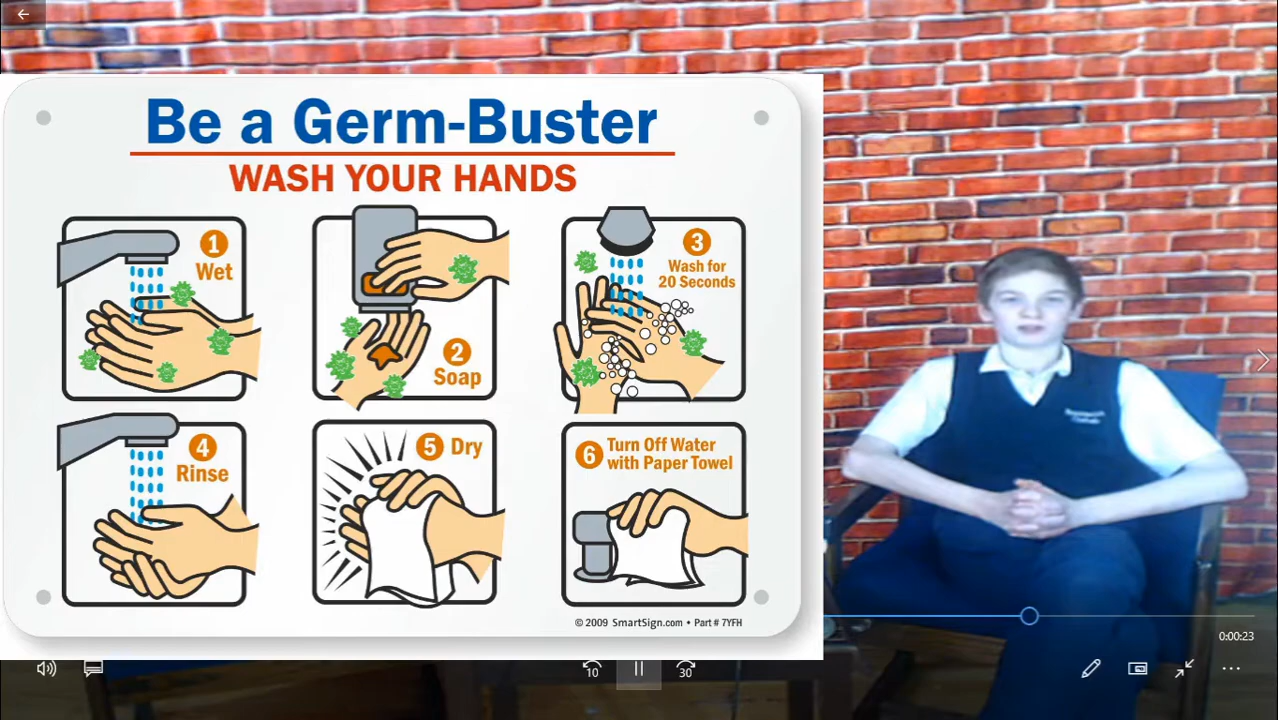 Be a Germ-Buster
WASH YOUR HANDS
1
Wet
2
Soap
3
Wash for
20 Seconds
4
Rinse
5 Dry
6 Turn Off Water
with Paper Towel
© 2009 SmartSign.com • Part # 7YFH
0:00:23
10
30